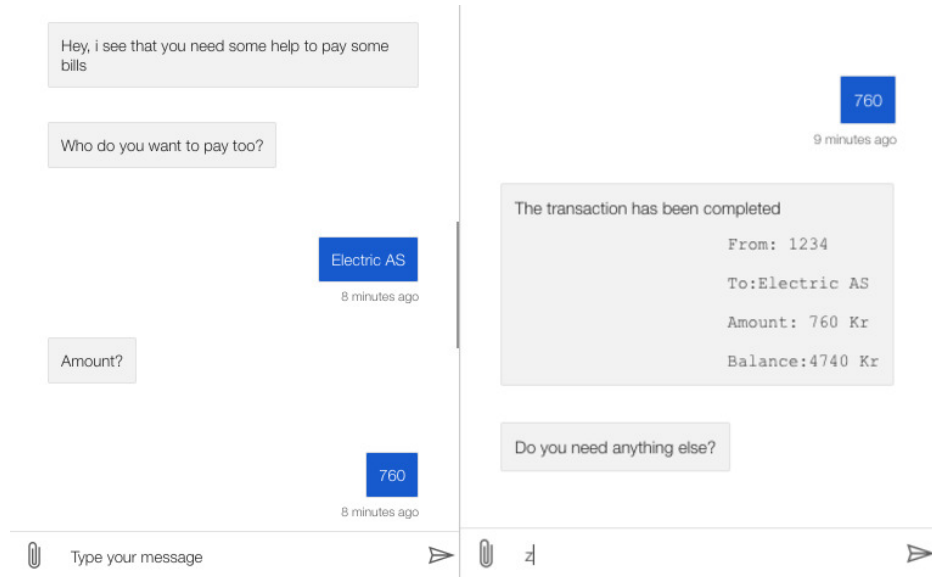 Hey, i see that you need some help to pay some
bills
Who do you want to pay too?
Electric AS
8 minutes ago
Amount?
760
8 minutes ago
Type your message
760
9 minutes ago
The transaction has been completed
From: 1234
To:Electric AS
Amount: 760 Kr
Balance:4740 Kr
Do you need anything else?
z